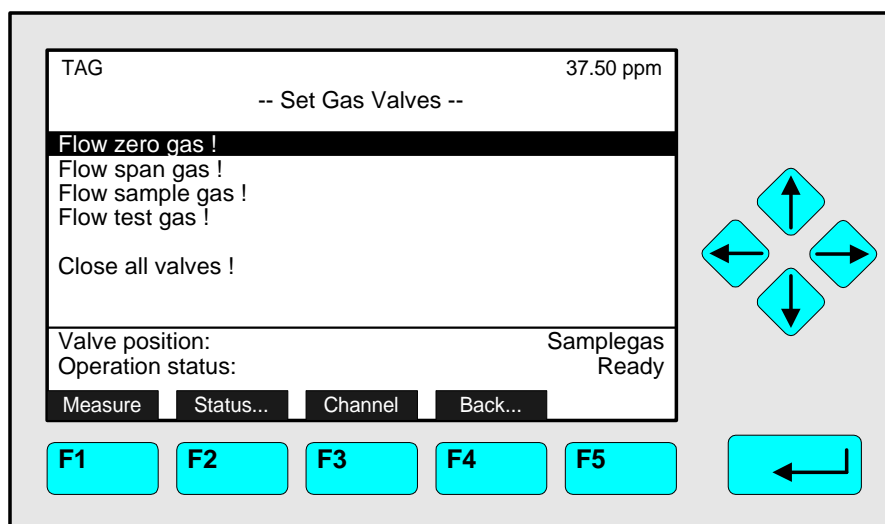 TAG 37.50 ppm
-- Set Gas Valves --
Flow zero gas !
Flow span gas !
Flow sample gas !
Flow test gas !
Close all valves !
Valve position: Samplegas
Operation status: Ready
Measure Status... Channel Back...
F1 F2 F3 F4 F5